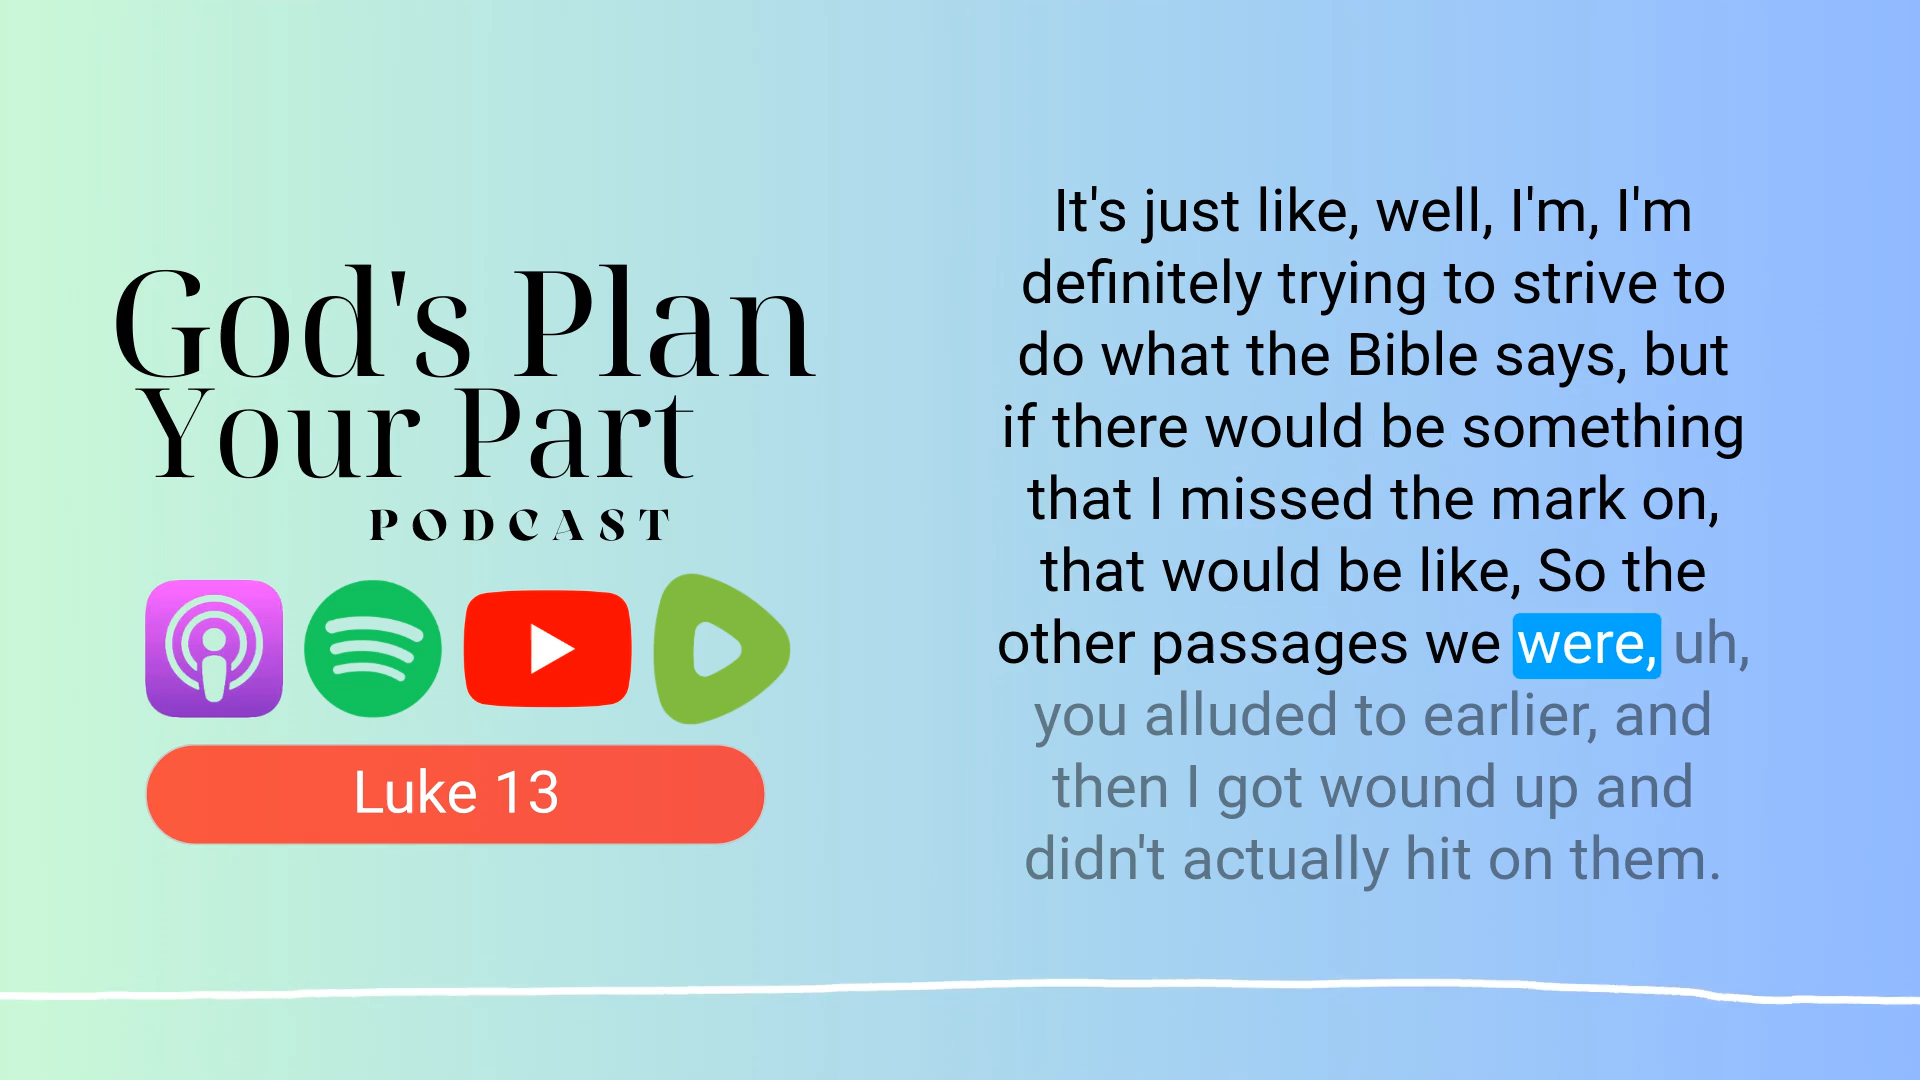 God's Plan
Your Part
PODCAST
Luke 13
It's just like, well, I'm, I'm
definitely trying to strive to
do what the Bible says, but
if there would be something
that I missed the mark on,
that would be like, So the
other passages we were, uh,
you alluded to earlier, and
then I got wound up and
didn't actually hit on them.